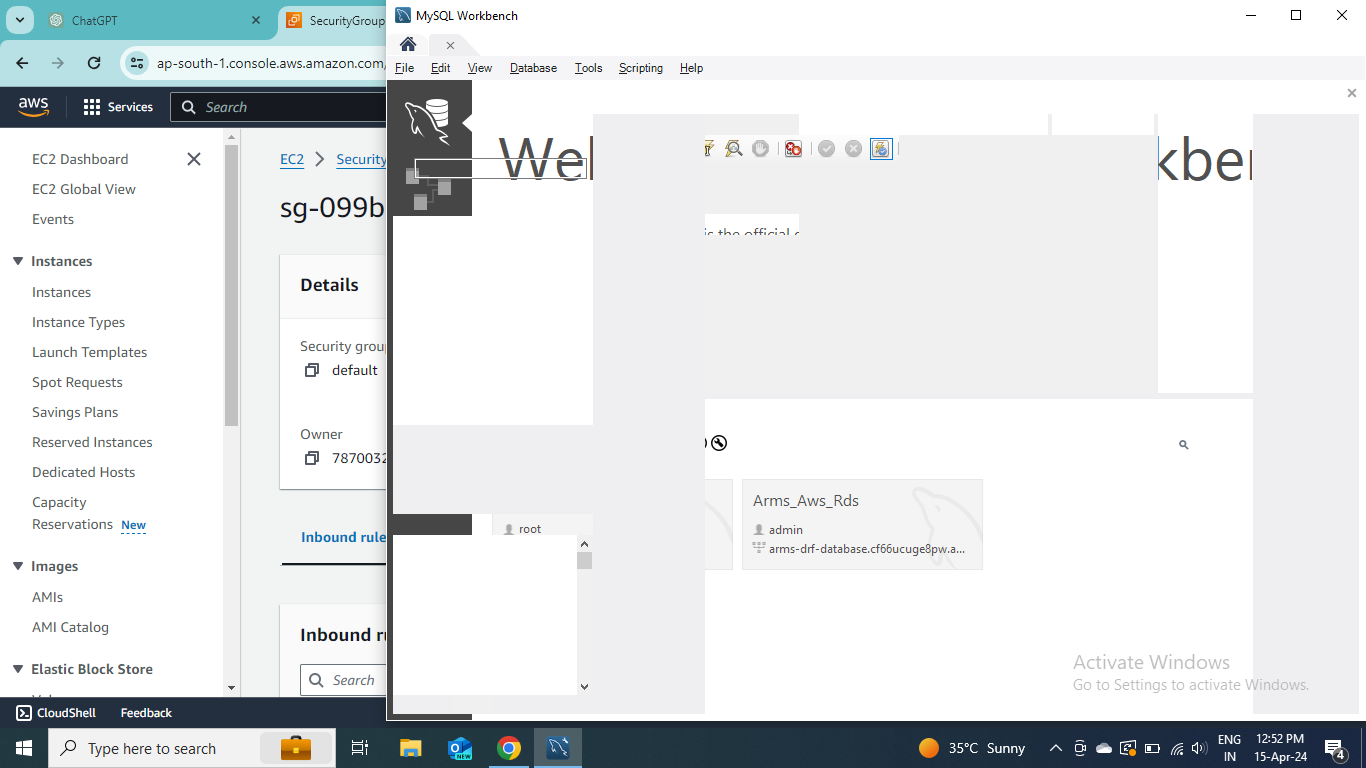 ChatGPT
SecurityGroup
ap-south-1.console.aws.amazon.com/
aws
Services
Search
EC2 Dashboard
EC2 Global View
Events
Instances
Instances
Instance Types
Launch Templates
Spot Requests
Savings Plans
Reserved Instances
Dedicated Hosts
Capacity
Reservations New
Images
AMIs
AMI Catalog
Elastic Block Store
EC2
Security
sg-099b
Details
Security grou
default
Owner
7870032
Inbound rule
Inbound ru
Search
CloudShell
Feedback
MySQL Workbench
File Edit View Database Tools Scripting Help
Wel
kben
is the official
root
Arms_Aws_Rds
admin
arms-drf-database.cf66ucuge8pw.a...
Activate Windows
Go to Settings to activate Windows.
Type here to search
NEW
35°C Sunny
ENG
IN
12:52 PM
15-Apr-24
4